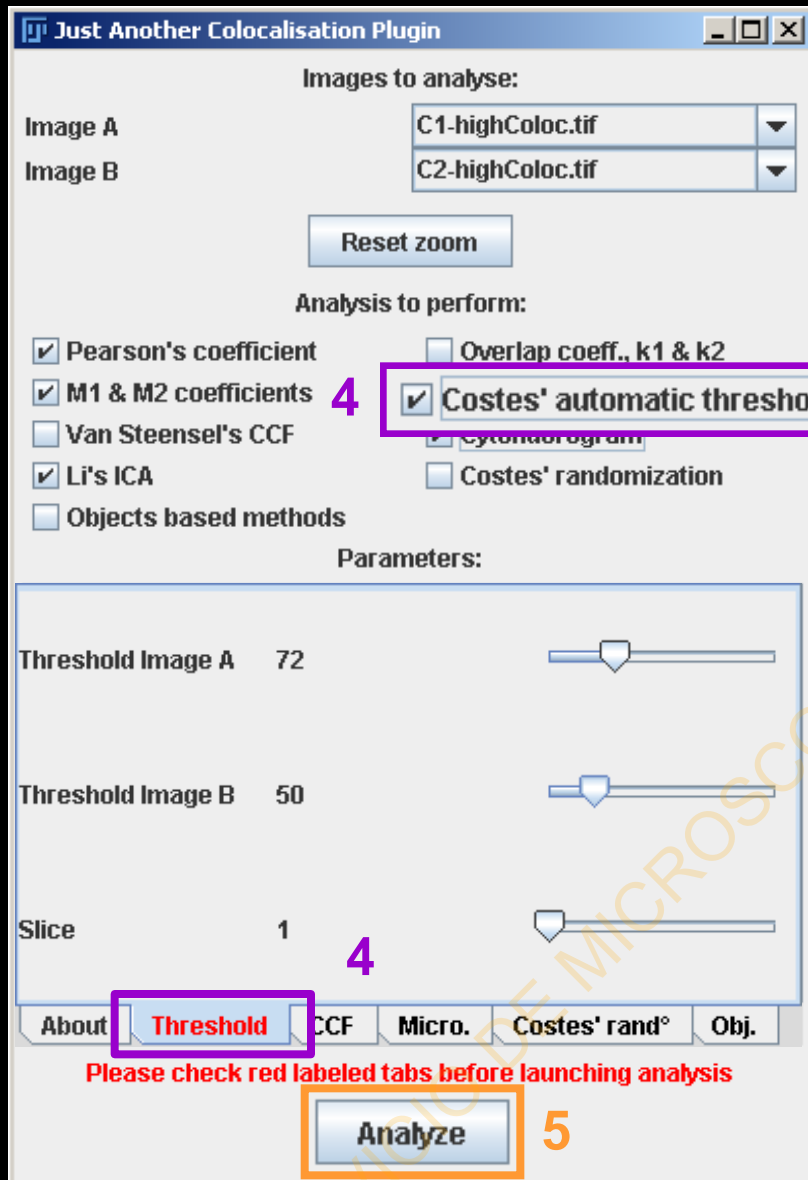 Just Another Colocalisation Plugin
Images to analyse:
Image A C1-highColoc.tif
Image B C2-highColoc.tif
Reset zoom
Analysis to perform:
Pearson's coefficient Overlap coeff., k1 & k2
M1 & M2 coefficients 4 Costes' automatic thresho
Van Steensel's CCF
Li's ICA Costes' randomization
Objects based methods
Parameters:
Threshold Image A 72
Threshold Image B 50
Slice 1
4
About Threshold CCF Micro. Costes' rand° Obj.
Please check red labeled tabs before launching analysis
Analyze 5
DE MICROSCO